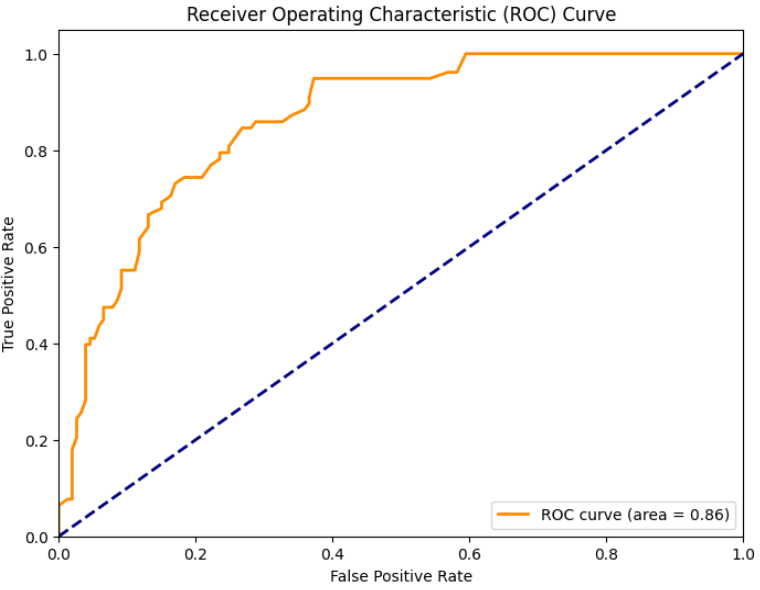 Receiver Operating Characteristic (ROC) Curve
1.0
0.8
0.6
0.4
0.2
0.0
True Positive Rate
ROC curve (area = 0.86)
0.0 0.2 0.4 0.6 0.8 1.0
False Positive Rate